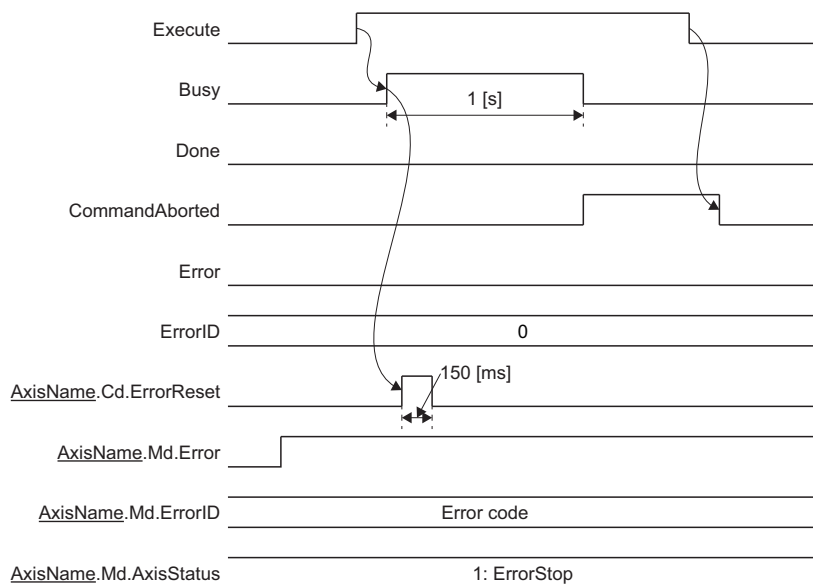 Execute
Busy
1 [s]
Done
CommandAborted
Error
ErrorID
0
AxisName.Cd.ErrorReset
150 [ms]
AxisName.Md.Error
AxisName.Md.ErrorID
Error code
AxisName.Md.AxisStatus
1: ErrorStop